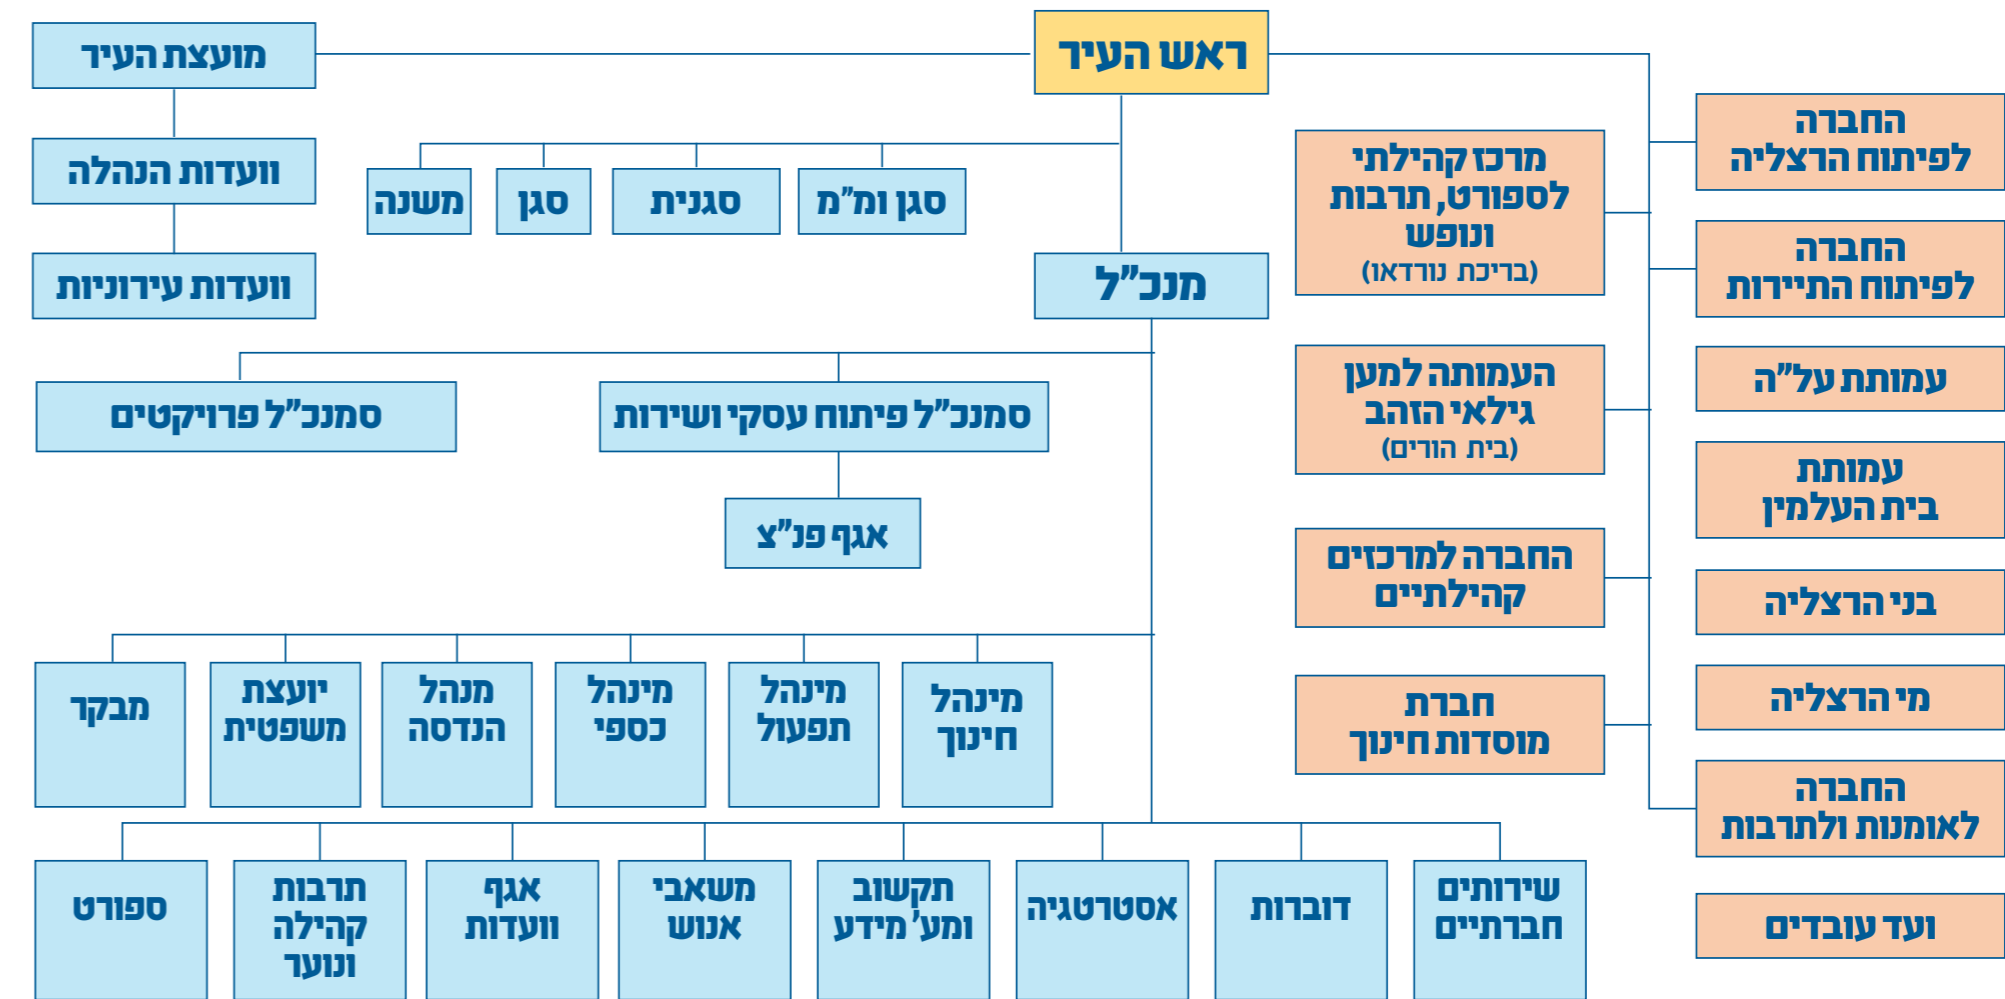 ראש העיר
מועצת העיר
וועדות הנהלה
וועדות עירוניות
סגן ומ"מ
סגנית
סגן
משנה
מנכ"ל
סמנכ"ל פיתוח עסקי ושירות
סמנכ"ל פרויקטים
אגף פנ"צ
מינהל
חינוך
מינהל
תפעול
מינהל
כספי
מנהל
הנדסה
יועצת
משפטית
מבקר
שירותים
חברתיים
דוברות
אסטרטגיה
תקשוב
ומע' מידע
משאבי
אנוש
אגף
וועדות
תרבות
קהילה
ונוער
ספורט
החברה
לפיתוח הרצליה
החברה
לפיתוח התיירות
עמותת על"ה
עמותת
בית העלמין
בני הרצליה
מי הרצליה
החברה
לאומנות ולתרבות
ועד עובדים
מרכז קהילתי
לספורט, תרבות
ונופש
(בריכת נורדאו)
העמותה למען
גילאי הזהב
(בית הורים)
החברה למרכזים
קהילתיים
חברת
מוסדות חינוך